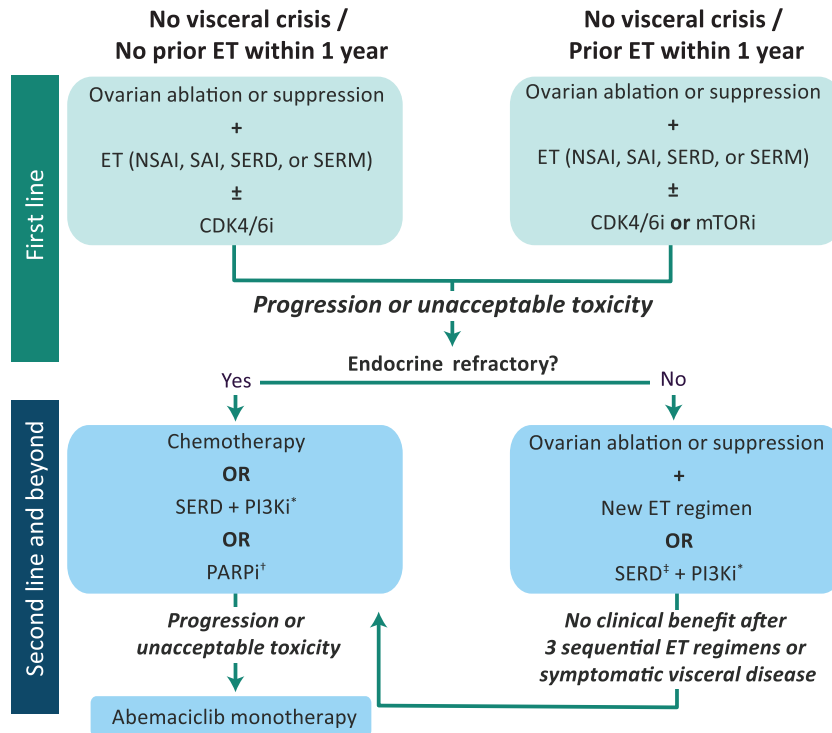 No visceral crisis /
No prior ET within 1 year
No visceral crisis /
Prior ET within 1 year
First line
Ovarian ablation or suppression
+
ET (NSAI, SAI, SERD, or SERM)
±
CDK4/6i
Ovarian ablation or suppression
+
ET (NSAI, SAI, SERD, or SERM)
±
CDK4/6i or mTORi
Progression or unacceptable toxicity
Endocrine refractory?
Yes
No
Second line and beyond
Chemotherapy
OR
SERD + PI3Ki*
OR
PARPi†
Ovarian ablation or suppression
+
New ET regimen
OR
SERD‡ + PI3Ki*
Progression or
unacceptable toxicity
No clinical benefit after
3 sequential ET regimens or
symptomatic visceral disease
Abemaciclib monotherapy